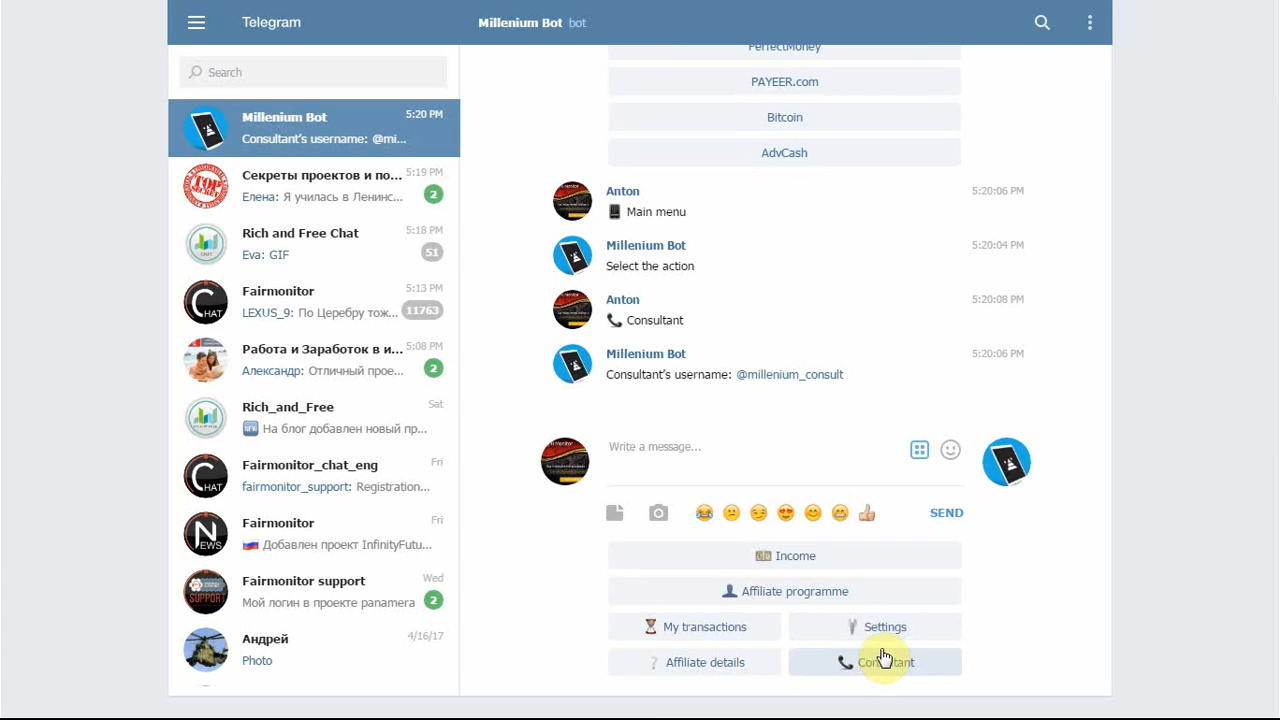 Telegram
Millenium Bot bot
Search
Millenium Bot 5:20 PM
Consultant's username: @mi...
Секреты проектов и по... 5:19 PM
Елена: Я училась в Ленинс... 2
Rich and Free Chat 5:18 PM
Eva: GIF 51
Fairmonitor 5:13 PM
LEXUS_9: По Церебру тож... 11763
Работа и Заработок в и... 5:08 PM
Александр: Отличный прое... 2
Rich_and_Free Sat
На блог добавлен новый пр...
Fairmonitor_chat_eng Fri
fairmonitor_support: Registration...
Fairmonitor Fri
Добавлен проект InfinityFutu...
Fairmonitor support Wed
Мой логин в проекте panamera 2
Андрей 4/16/17
Photo
TOP SECRET
CHAT
NEWS
SUPPORT
PerfectMoney
PAYEER.com
Bitcoin
AdvCash
Anton 5:20:06 PM
Main menu
Millenium Bot 5:20:04 PM
Select the action
Anton 5:20:08 PM
Consultant
Millenium Bot 5:20:06 PM
Consultant's username: @millenium_consult
Write a message...
SEND
Income
Affiliate programme
My transactions
Settings
Affiliate details